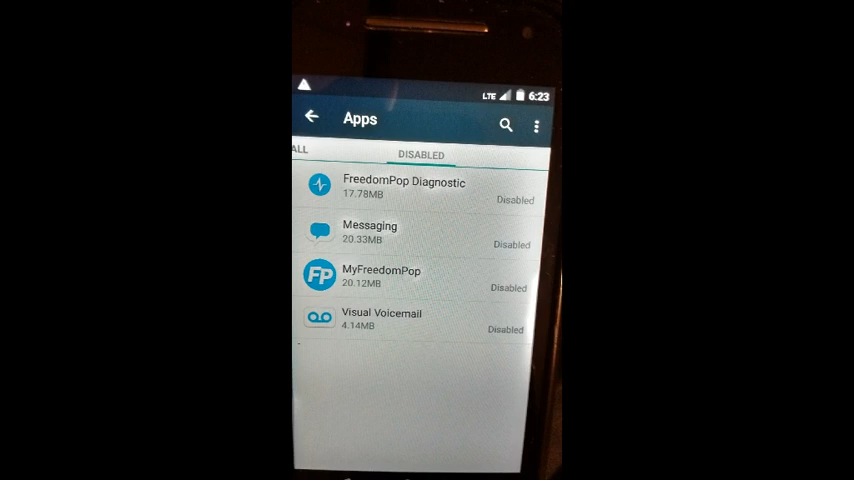 LTE 6:23
Apps
ALL DISABLED
FreedomPop Diagnostic
17.78MB
Disabled
Messaging
20.33MB
Disabled
FP
MyFreedomPop
20.12MB
Disabled
Visual Voicemail
4.14MB
Disabled